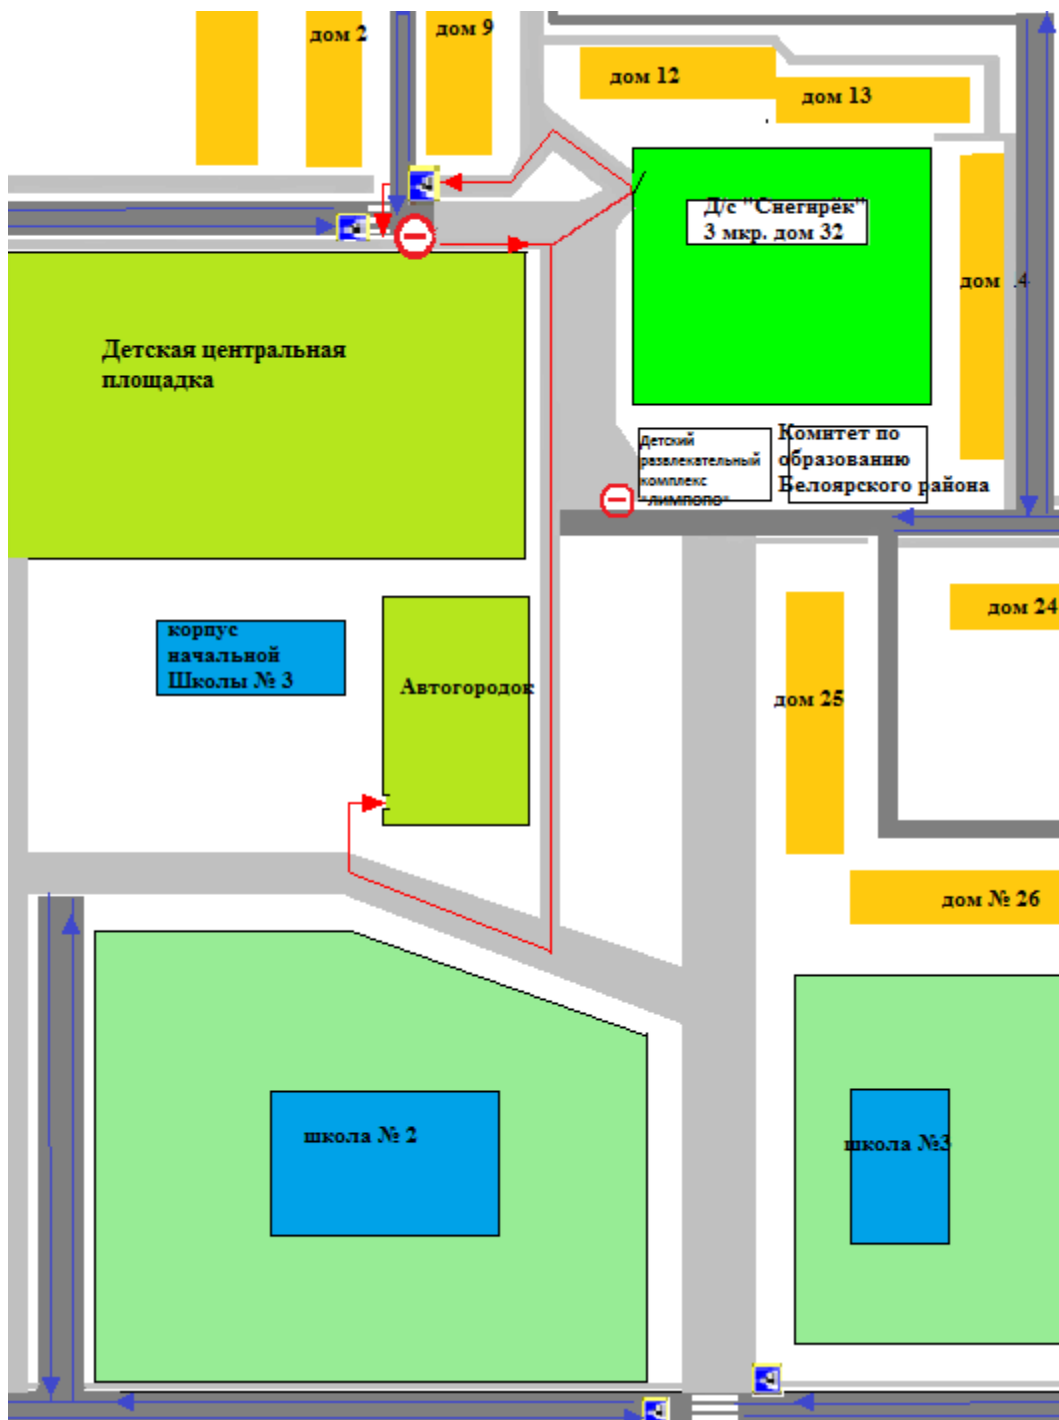 дом 2
дом 9
дом 12
дом 13
Д/с "Снегирёк"
3 мкр. дом 32
дом .4
Детская центральная
площадка
Детский
развлекательный
комплекс
"ЛИМПОПО"
Комитет по
образованию
Белоярского района
корпус
начальной
Школы № 3
Автогородок
дом 24
дом 25
дом № 26
школа № 2
школа №3